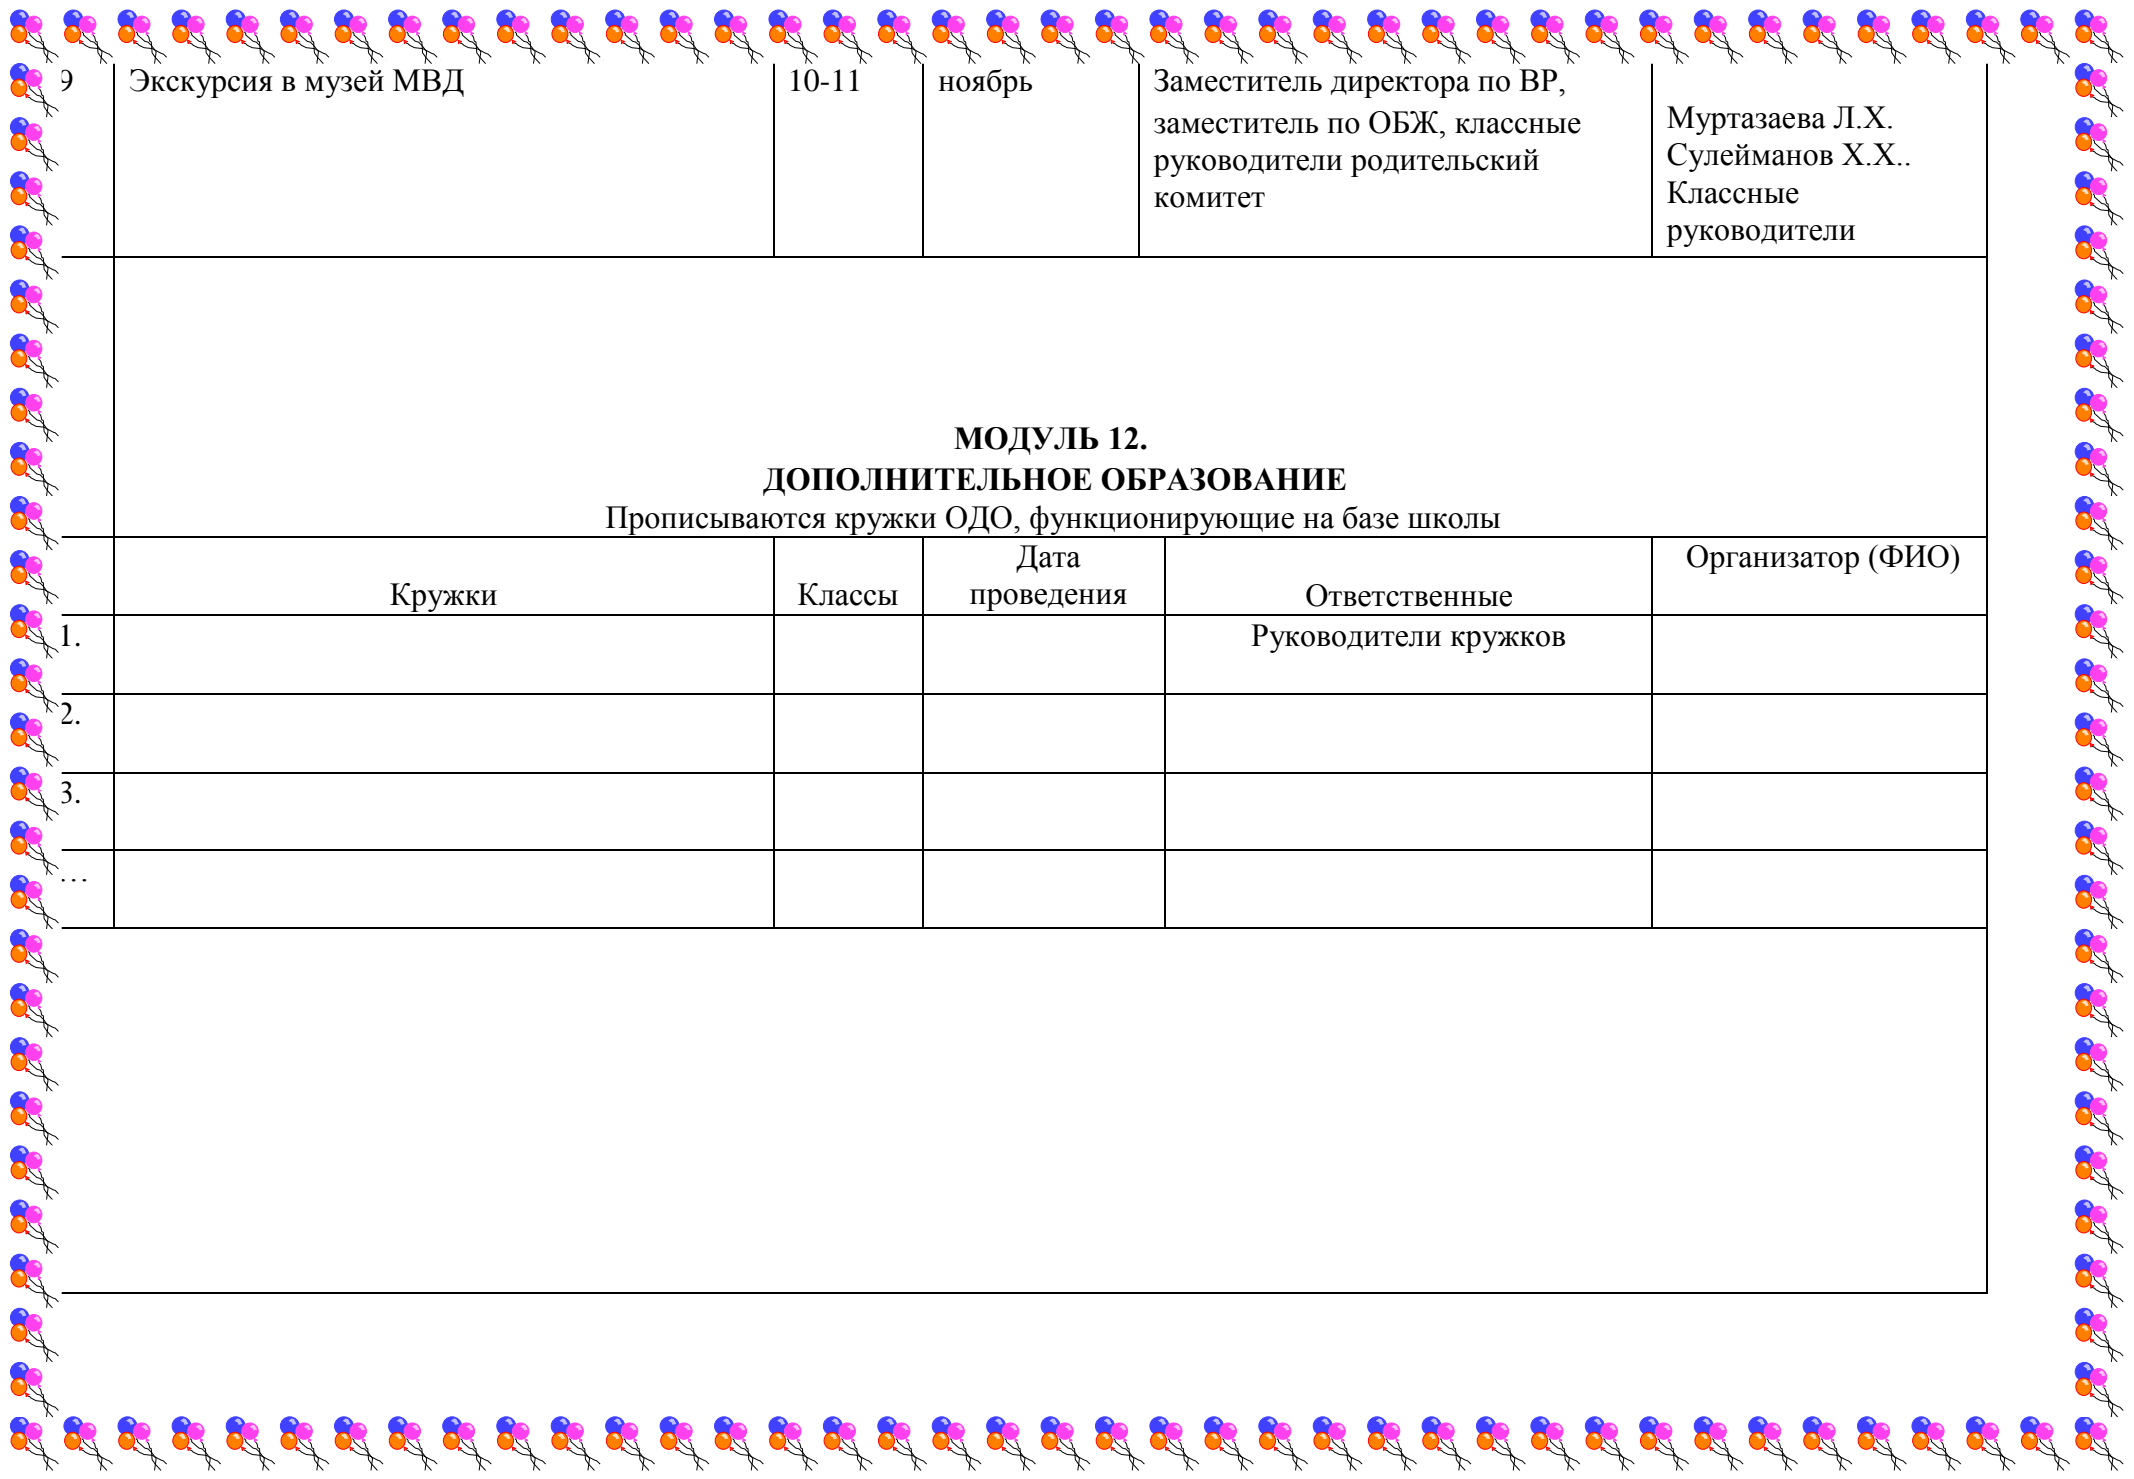 9 Экскурсия в музей МВД 10-11 ноябрь Заместитель директора по ВР,
заместитель по ОБЖ, классные
руководители родительский
комитет
Муртазаева Л.Х.
Сулейманов Х.Х..
Классные
руководители
МОДУЛЬ 12.
ДОПОЛНИТЕЛЬНОЕ ОБРАЗОВАНИЕ
Прописываются кружки ОДО, функционирующие на базе школы
Кружки
Классы
Дата
проведения
Ответственные
Организатор (ФИО)
1. Руководители кружков
2.
3.
…